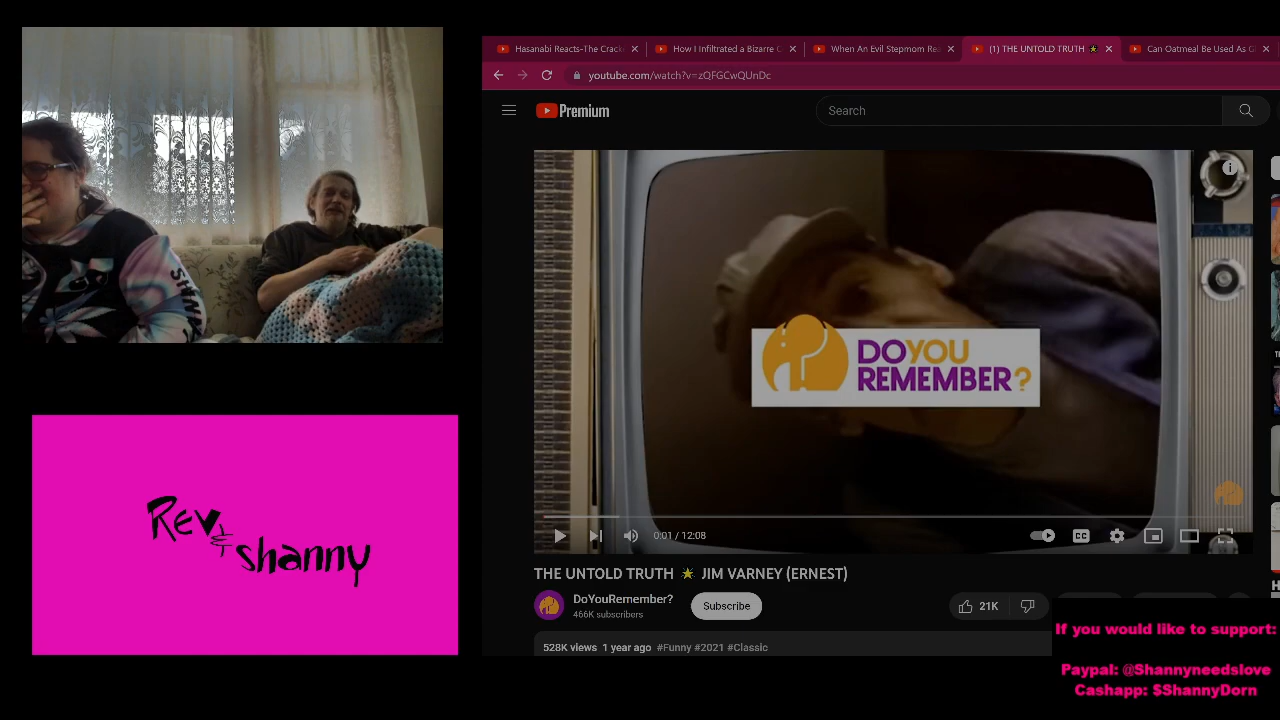 Hasanabi Reacts-The Crack
How I Infiltrated a Bizarre C
When An Evil Stepmom Rea
(1) THE UNTOLD TRUTH
Can Oatmeal Be Used As G
youtube.com/watch?v=zQFGCwQUnDc
Premium
Search
DOYOU
REMEMBER?
0:01 / 12:08
CC
THE UNTOLD TRUTH 🌟 JIM VARNEY (ERNEST)
DoYouRemember?
466K subscribers
Subscribe
21K
528K views 1 year ago #Funny #2021 #Classic
Rev
&
shanny
If you would like to support:
Paypal: @Shannyneedslove
Cashapp: $ShannyDorn